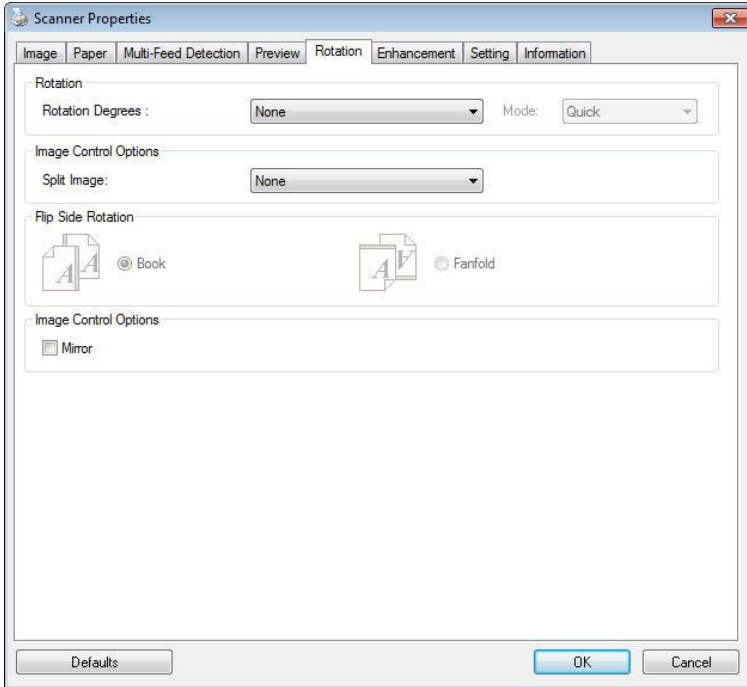 Scanner Properties
Image Paper Multi-Feed Detection Preview Rotation Enhancement Setting Information
Rotation
Rotation Degrees : None Mode: Quick
Image Control Options
Split Image: None
Flip Side Rotation
A A Book A A Fanfold
Image Control Options
Mirror
Defaults OK Cancel